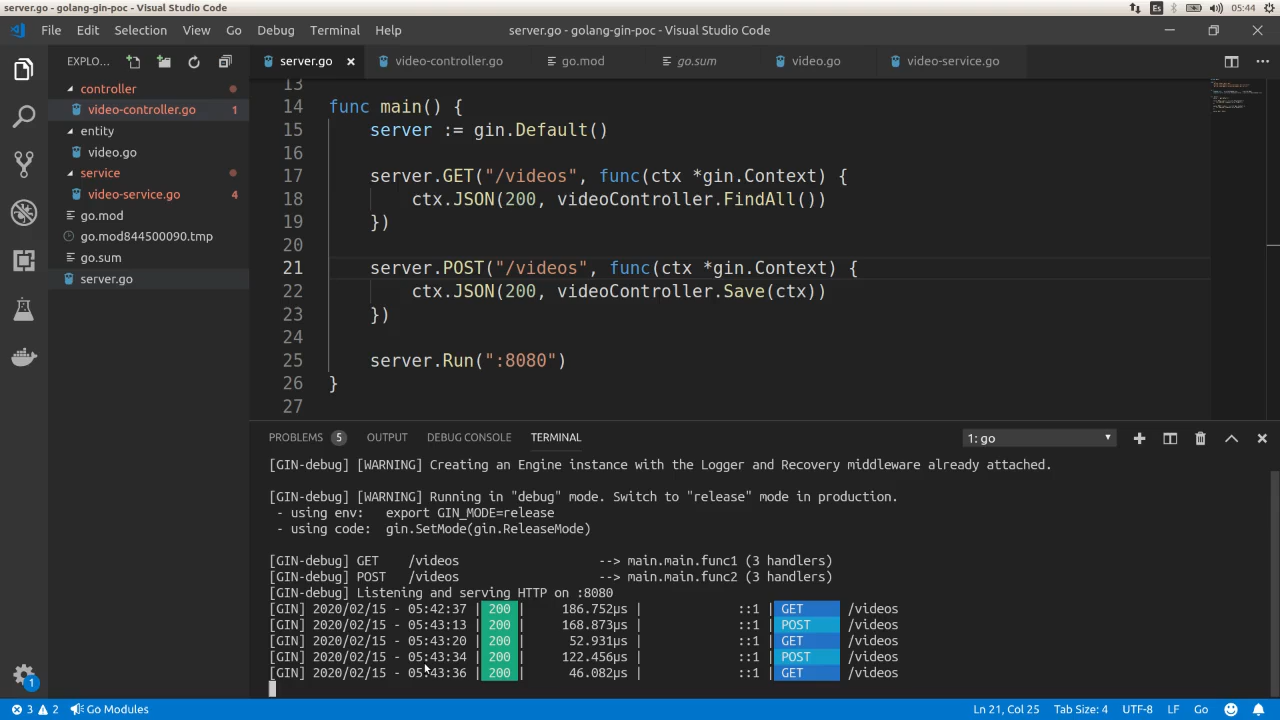 server.go - golang-gin-poc - Visual Studio Code
Es
05:44
File Edit Selection View Go Debug Terminal Help
server.go - golang-gin-poc - Visual Studio Code
EXPLO...
server.go
video-controller.go
go.mod
go.sum
video.go
video-service.go
controller
video-controller.go 1
entity
video.go
service
video-service.go 4
go.mod
go.mod844500090.tmp
go.sum
server.go
13
14 func main() {
15 server := gin.Default()
16
17 server.GET("/videos", func(ctx *gin.Context) {
18 ctx.JSON(200, videoController.FindAll())
19 })
20
21 server.POST("/videos", func(ctx *gin.Context) {
22 ctx.JSON(200, videoController.Save(ctx))
23 })
24
25 server.Run(":8080")
26 }
27
PROBLEMS 5 OUTPUT DEBUG CONSOLE TERMINAL 1: go
[GIN-debug] [WARNING] Creating an Engine instance with the Logger and Recovery middleware already attached.
[GIN-debug] [WARNING] Running in "debug" mode. Switch to "release" mode in production.
- using env: export GIN_MODE=release
- using code: gin.SetMode(gin.ReleaseMode)
[GIN-debug] GET /videos --> main.main.func1 (3 handlers)
[GIN-debug] POST /videos --> main.main.func2 (3 handlers)
[GIN-debug] Listening and serving HTTP on :8080
[GIN] 2020/02/15 - 05:42:37 | 200 | 186.752µs | ::1 | GET /videos
[GIN] 2020/02/15 - 05:43:13 | 200 | 168.873µs | ::1 | POST /videos
[GIN] 2020/02/15 - 05:43:20 | 200 | 52.931µs | ::1 | GET /videos
[GIN] 2020/02/15 - 05:43:34 | 200 | 122.456µs | ::1 | POST /videos
[GIN] 2020/02/15 - 05:43:36 | 200 | 46.082µs | ::1 | GET /videos
1
3 2 Go Modules
Ln 21, Col 25 Tab Size: 4 UTF-8 LF Go